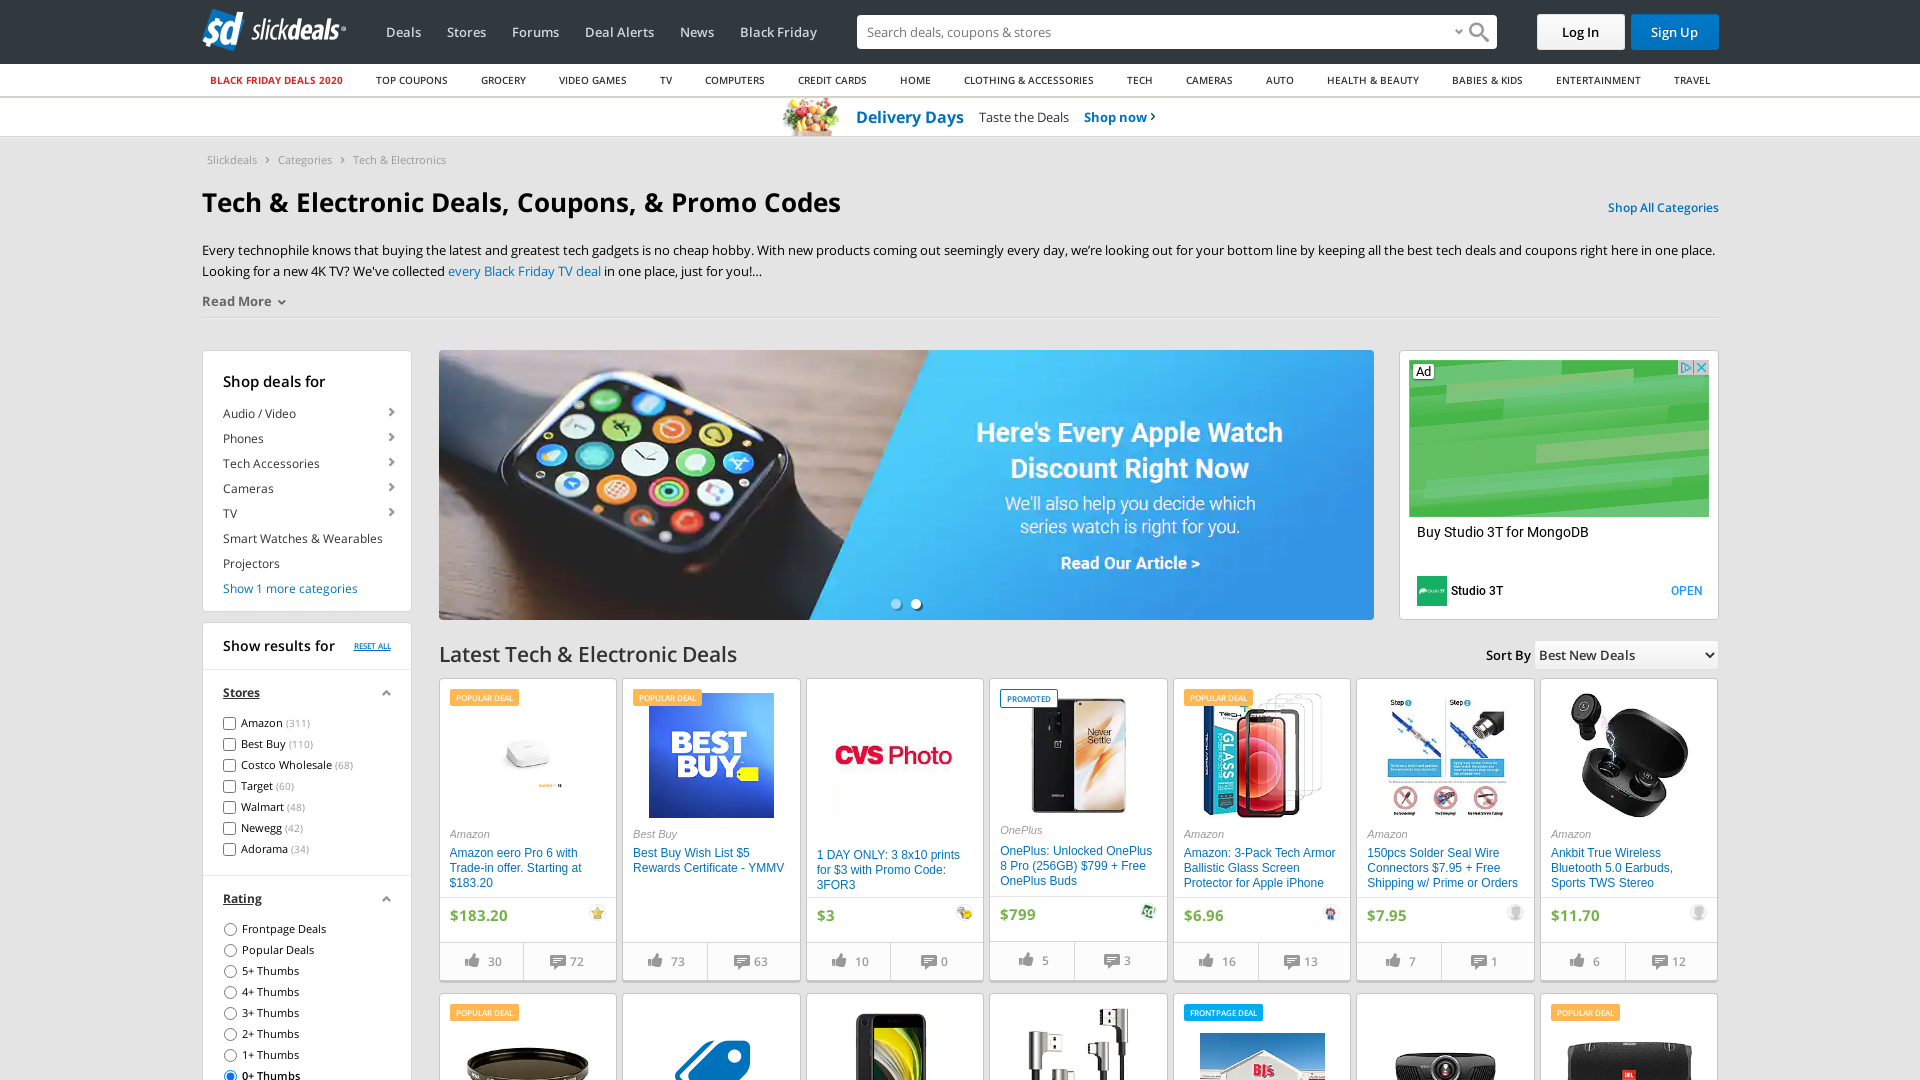 slickdeals
Deals
Stores
Forums
Deal Alerts
News
Black Friday
Search deals, coupons & stores
Log In
Sign Up
BLACK FRIDAY DEALS 2020
TOP COUPONS
GROCERY
VIDEO GAMES
TV
COMPUTERS
CREDIT CARDS
HOME
CLOTHING & ACCESSORIES
TECH
CAMERAS
AUTO
HEALTH & BEAUTY
BABIES & KIDS
ENTERTAINMENT
TRAVEL
Delivery Days
Taste the Deals
Shop now
Slickdeals
Categories
Tech & Electronics
Tech & Electronic Deals, Coupons, & Promo Codes
Shop All Categories
Every technophile knows that buying the latest and greatest tech gadgets is no cheap hobby. With new products coming out seemingly every day, we’re looking out for your bottom line by keeping all the best tech deals and coupons right here in one place.
Looking for a new 4K TV? We've collected every Black Friday TV deal in one place, just for you!…
Read More
Shop deals for
Audio / Video
Phones
Tech Accessories
Cameras
TV
Smart Watches & Wearables
Projectors
Show 1 more categories
Show results for
RESET ALL
Stores
Amazon (311)
Best Buy (110)
Costco Wholesale (68)
Target (60)
Walmart (48)
Newegg (42)
Adorama (34)
Rating
Frontpage Deals
Popular Deals
5+ Thumbs
4+ Thumbs
3+ Thumbs
2+ Thumbs
1+ Thumbs
0+ Thumbs
Here's Every Apple Watch
Discount Right Now
We'll also help you decide which
series watch is right for you.
Read Our Article >
Ad
Buy Studio 3T for MongoDB
Studio 3T
OPEN
Latest Tech & Electronic Deals
Sort By
Best New Deals
POPULAR DEAL
Amazon
Amazon eero Pro 6 with
Trade-in offer. Starting at
$183.20
$183.20
30
72
POPULAR DEAL
BEST
BUY
Best Buy
Best Buy Wish List $5
Rewards Certificate - YMMV
73
63
CVS Photo
1 DAY ONLY: 3 8x10 prints
for $3 with Promo Code:
3FOR3
$3
10
0
PROMOTED
Never
Settle
OnePlus
OnePlus: Unlocked OnePlus
8 Pro (256GB) $799 + Free
OnePlus Buds
$799
5
3
POPULAR DEAL
GLASS
Amazon
Amazon: 3-Pack Tech Armor
Ballistic Glass Screen
Protector for Apple iPhone
$6.96
16
13
Step 1
Step 2
Amazon
150pcs Solder Seal Wire
Connectors $7.95 + Free
Shipping w/ Prime or Orders
$7.95
7
1
Amazon
Ankbit True Wireless
Bluetooth 5.0 Earbuds,
Sports TWS Stereo
$11.70
6
12
POPULAR DEAL
FRONTPAGE DEAL
BJ's
POPULAR DEAL
JBL